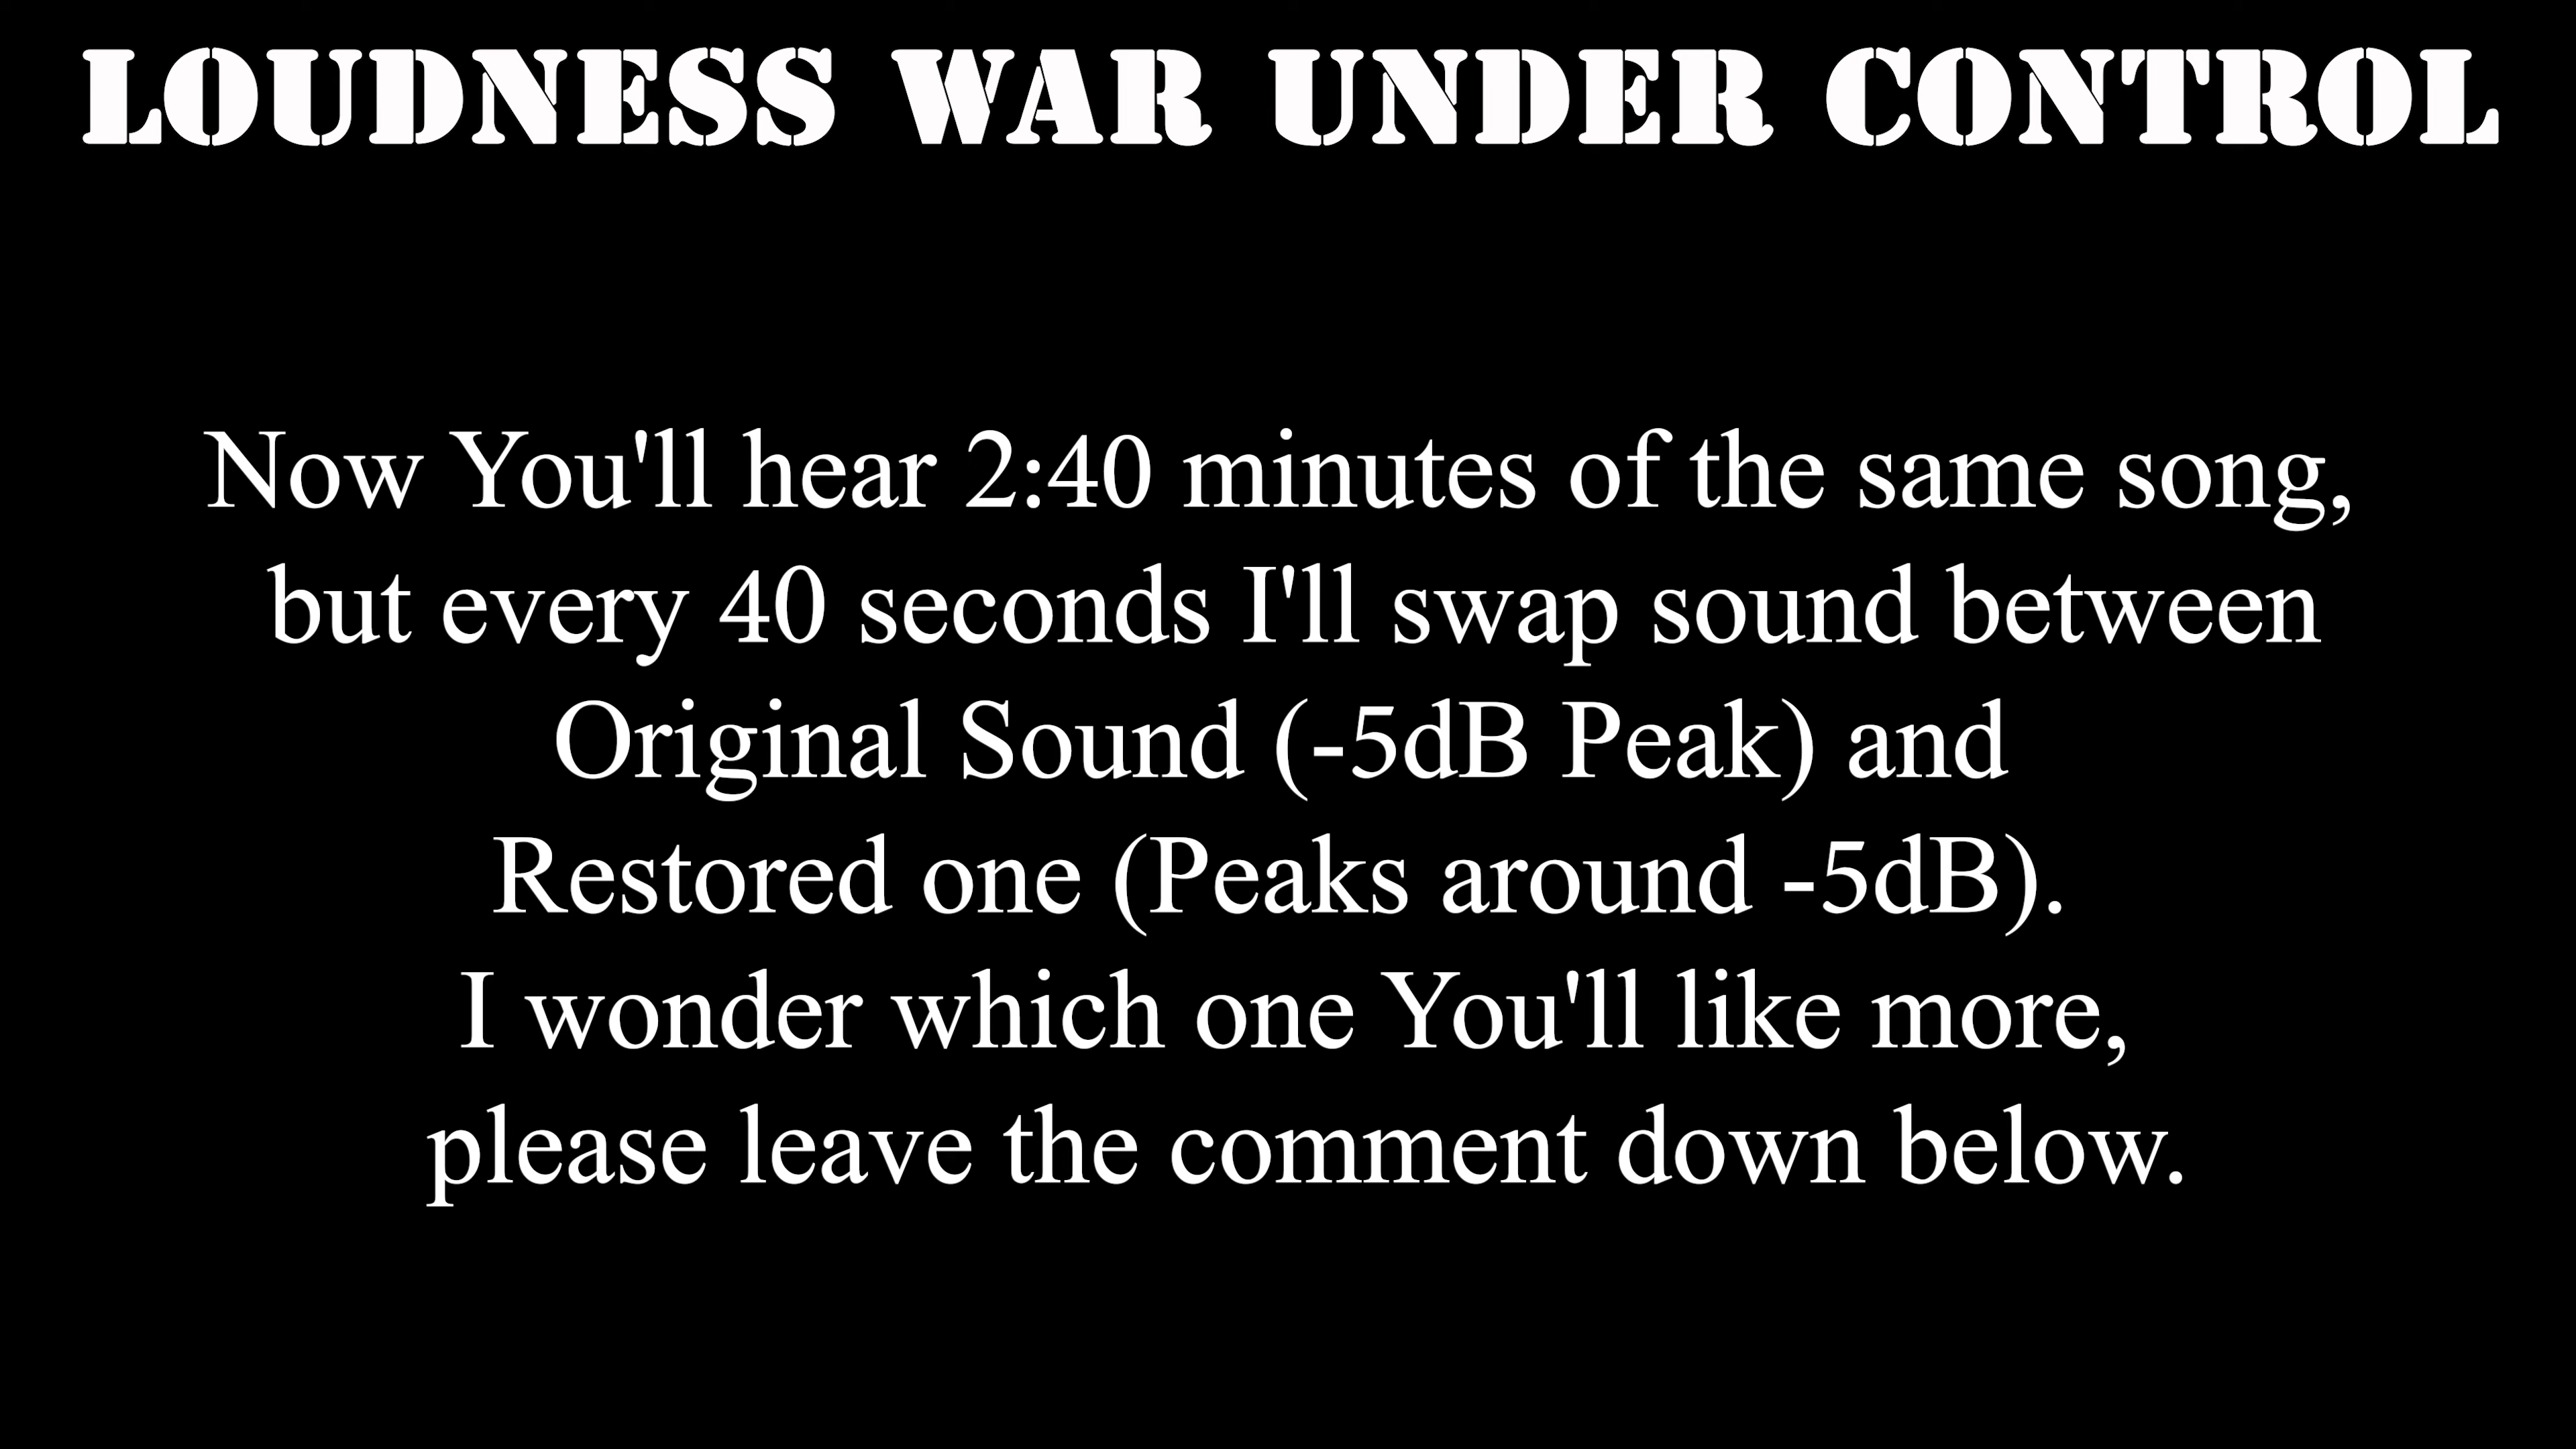 LOUDNESS WAR UNDER CONTROL
Now You'll hear 2:40 minutes of the same song,
but every 40 seconds I'll swap sound between
Original Sound (-5dB Peak) and
Restored one (Peaks around -5dB).
I wonder which one You'll like more,
please leave the comment down below.